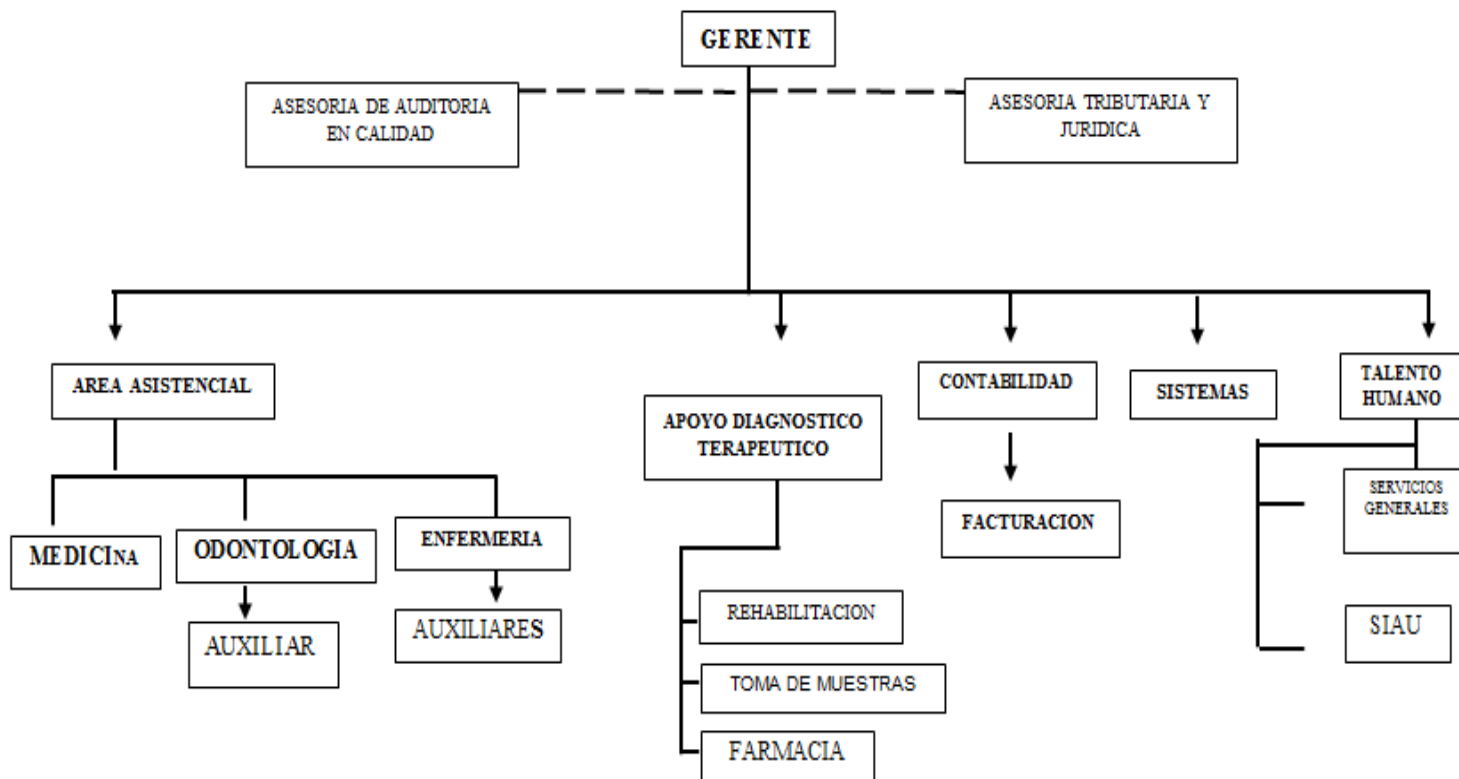 GERENTE
ASESORIA DE AUDITORIA
EN CALIDAD
ASESORIA TRIBUTARIA Y
JURIDICA
AREA ASISTENCIAL
APOYO DIAGNOSTICO
TERAPEUTICO
CONTABILIDAD
SISTEMAS
TALENTO
HUMANO
MEDICINA
ODONTOLOGIA
ENFERMERIA
AUXILIAR
AUXILIARES
REHABILITACION
TOMA DE MUESTRAS
FARMACIA
FACTURACION
SERVICIOS
GENERALES
SIAU